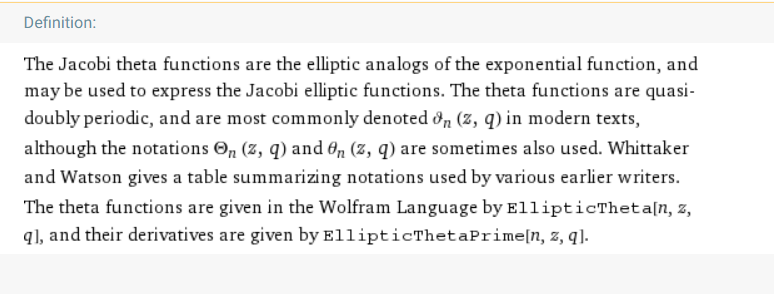 Definition:
The Jacobi theta functions are the elliptic analogs of the exponential function, and
may be used to express the Jacobi elliptic functions. The theta functions are quasi-
doubly periodic, and are most commonly denoted ϑn (z, q) in modern texts,
although the notations Θn (z, q) and θn (z, q) are sometimes also used. Whittaker
and Watson gives a table summarizing notations used by various earlier writers.
The theta functions are given in the Wolfram Language by EllipticTheta[n, z,
q], and their derivatives are given by EllipticThetaPrime[n, z, q].